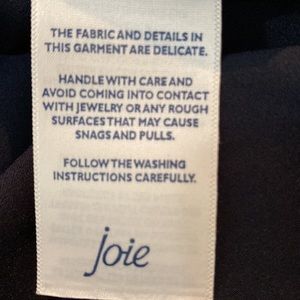 THE FABRIC AND DETAILS IN
THIS GARMENT ARE DELICATE.
HANDLE WITH CARE AND
AVOID COMING INTO CONTACT
WITH JEWELRY OR ANY ROUGH
SURFACES THAT MAY CAUSE
SNAGS AND PULLS.
FOLLOW THE WASHING
INSTRUCTIONS CAREFULLY.
joie